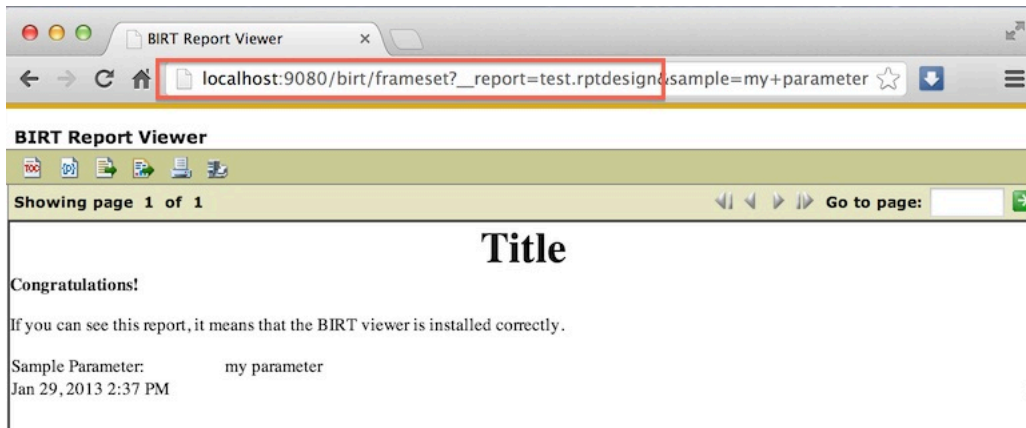 BIRT Report Viewer
localhost:9080/birt/frameset?__report=test.rptdesign&sample=my+parameter
BIRT Report Viewer
TOC
Showing page 1 of 1 Go to page:
Title
Congratulations!
If you can see this report, it means that the BIRT viewer is installed correctly.
Sample Parameter: my parameter
Jan 29, 2013 2:37 PM